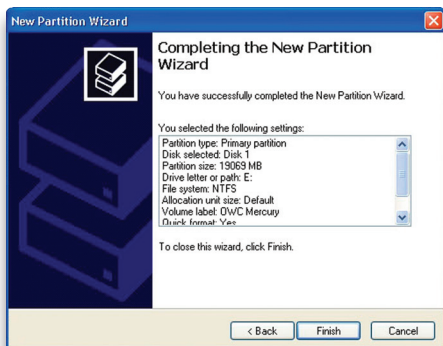 New Partition Wizard
Completing the New Partition
Wizard
You have successfully completed the New Partition Wizard.
You selected the following settings:
Partition type: Primary partition
Disk selected: Disk 1
Partition size: 19069 MB
Drive letter or path: E:
File system: NTFS
Allocation unit size: Default
Volume label: OWC Mercury
Quick format: Yes
To close this wizard, click Finish.
< Back
Finish
Cancel